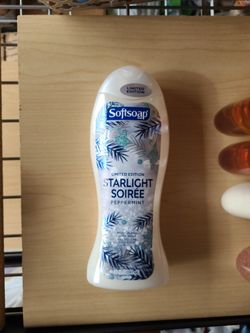 LIMITED
EDITION
Softsoap
LIMITED EDITION
STARLIGHT
SOIRÉE
PEPPERMINT